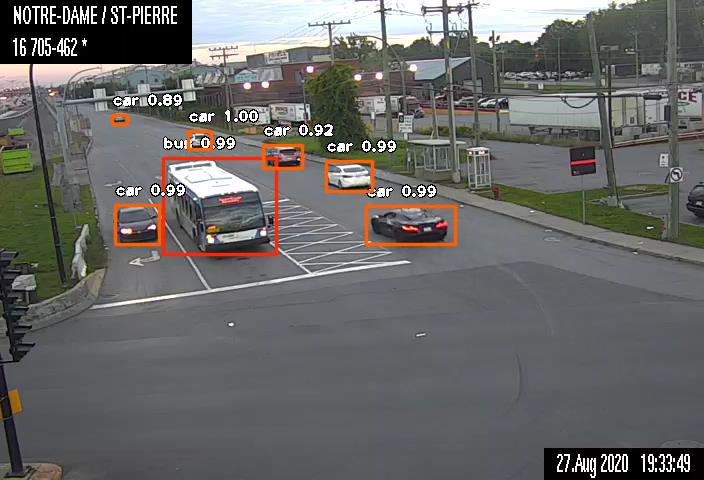 NOTRE-DAME / ST-PIERRE
16 705-462 *
car 0.89
car 1.00
car 0.92
bus 0.99
car 0.99
car 0.99
car 0.99
27.Aug 2020 19:33:49